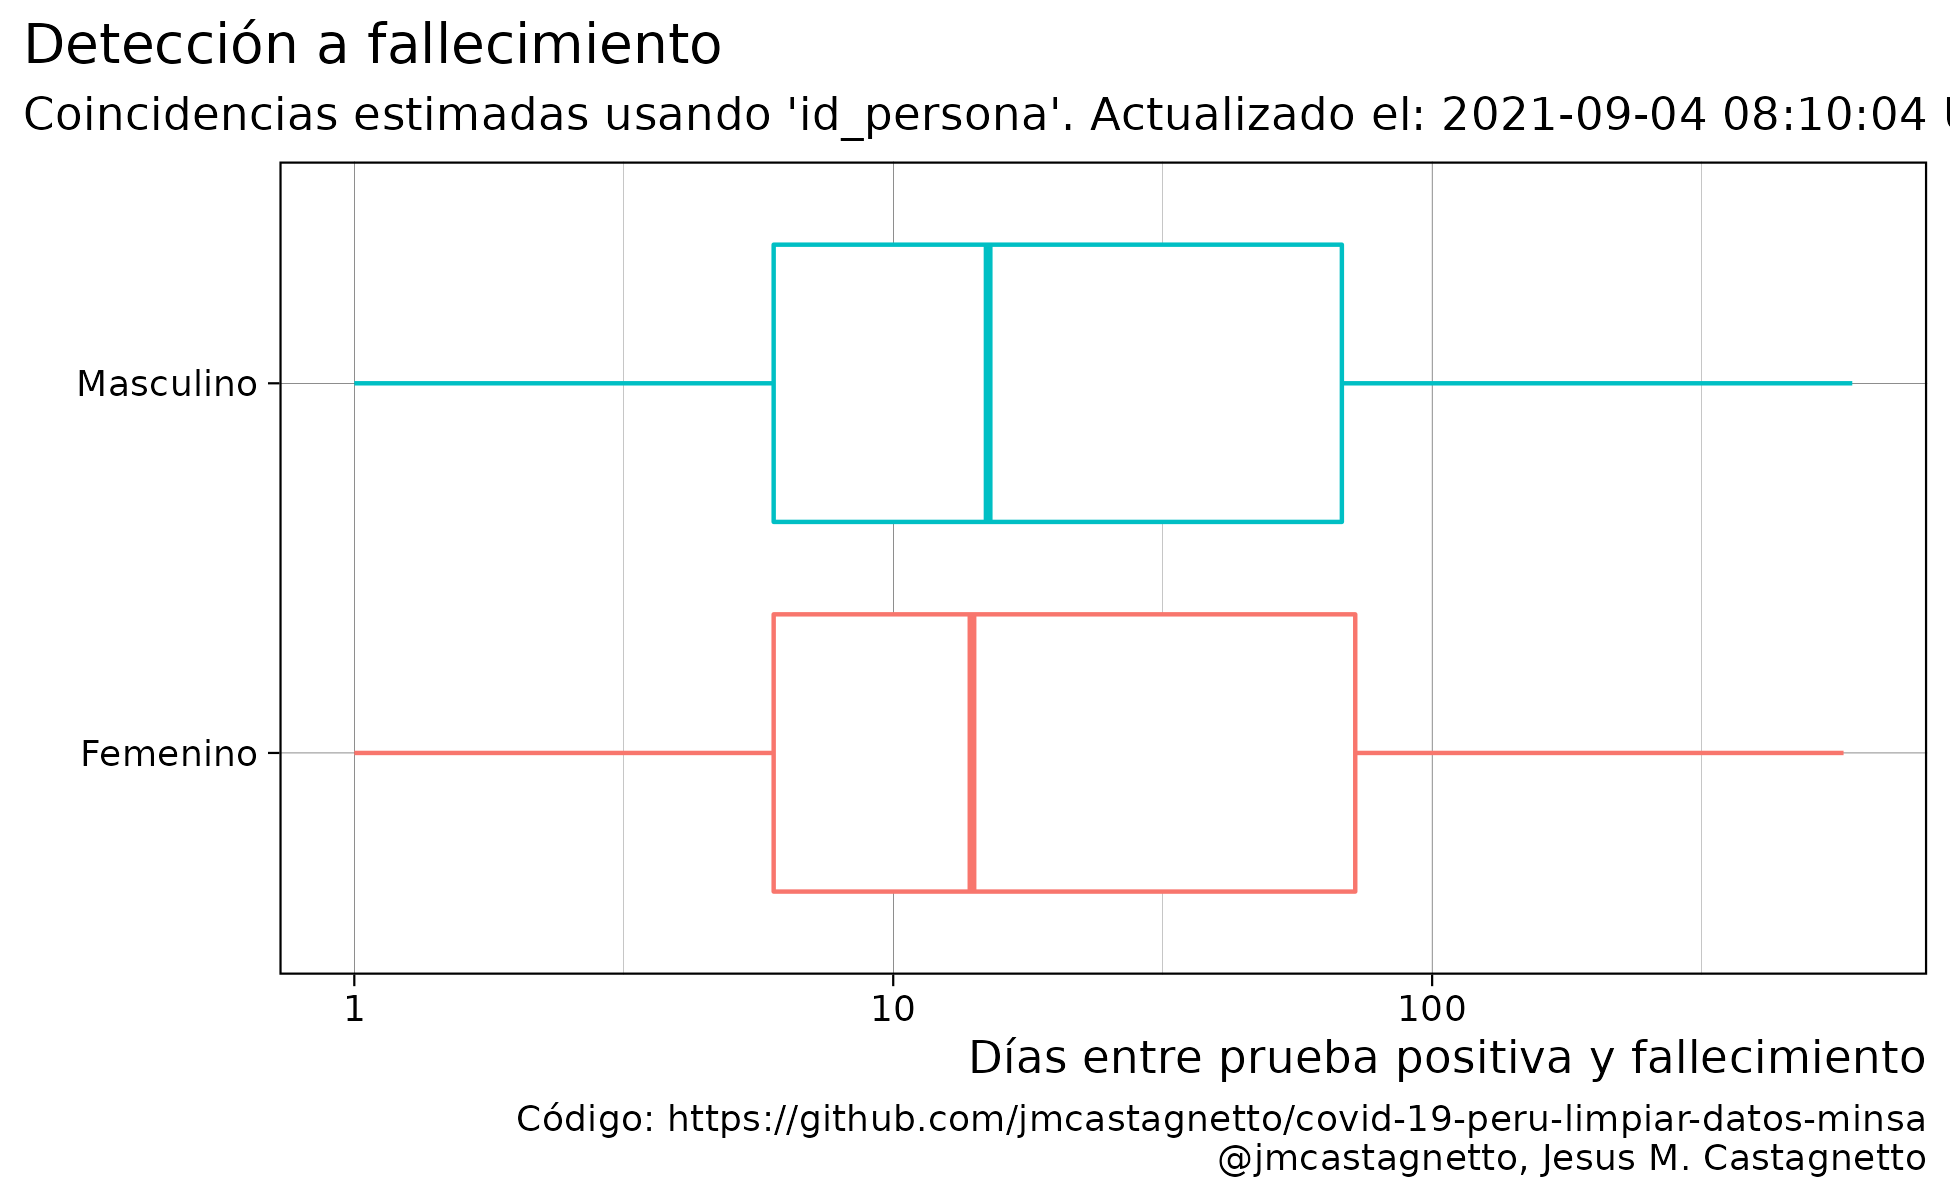 Detección a fallecimiento
Coincidencias estimadas usando 'id_persona'. Actualizado el: 2021-09-04 08:10:04
Masculino
Femenino
1 10 100
Días entre prueba positiva y fallecimiento
Código: https://github.com/jmcastagnetto/covid-19-peru-limpiar-datos-minsa
@jmcastagnetto, Jesus M. Castagnetto